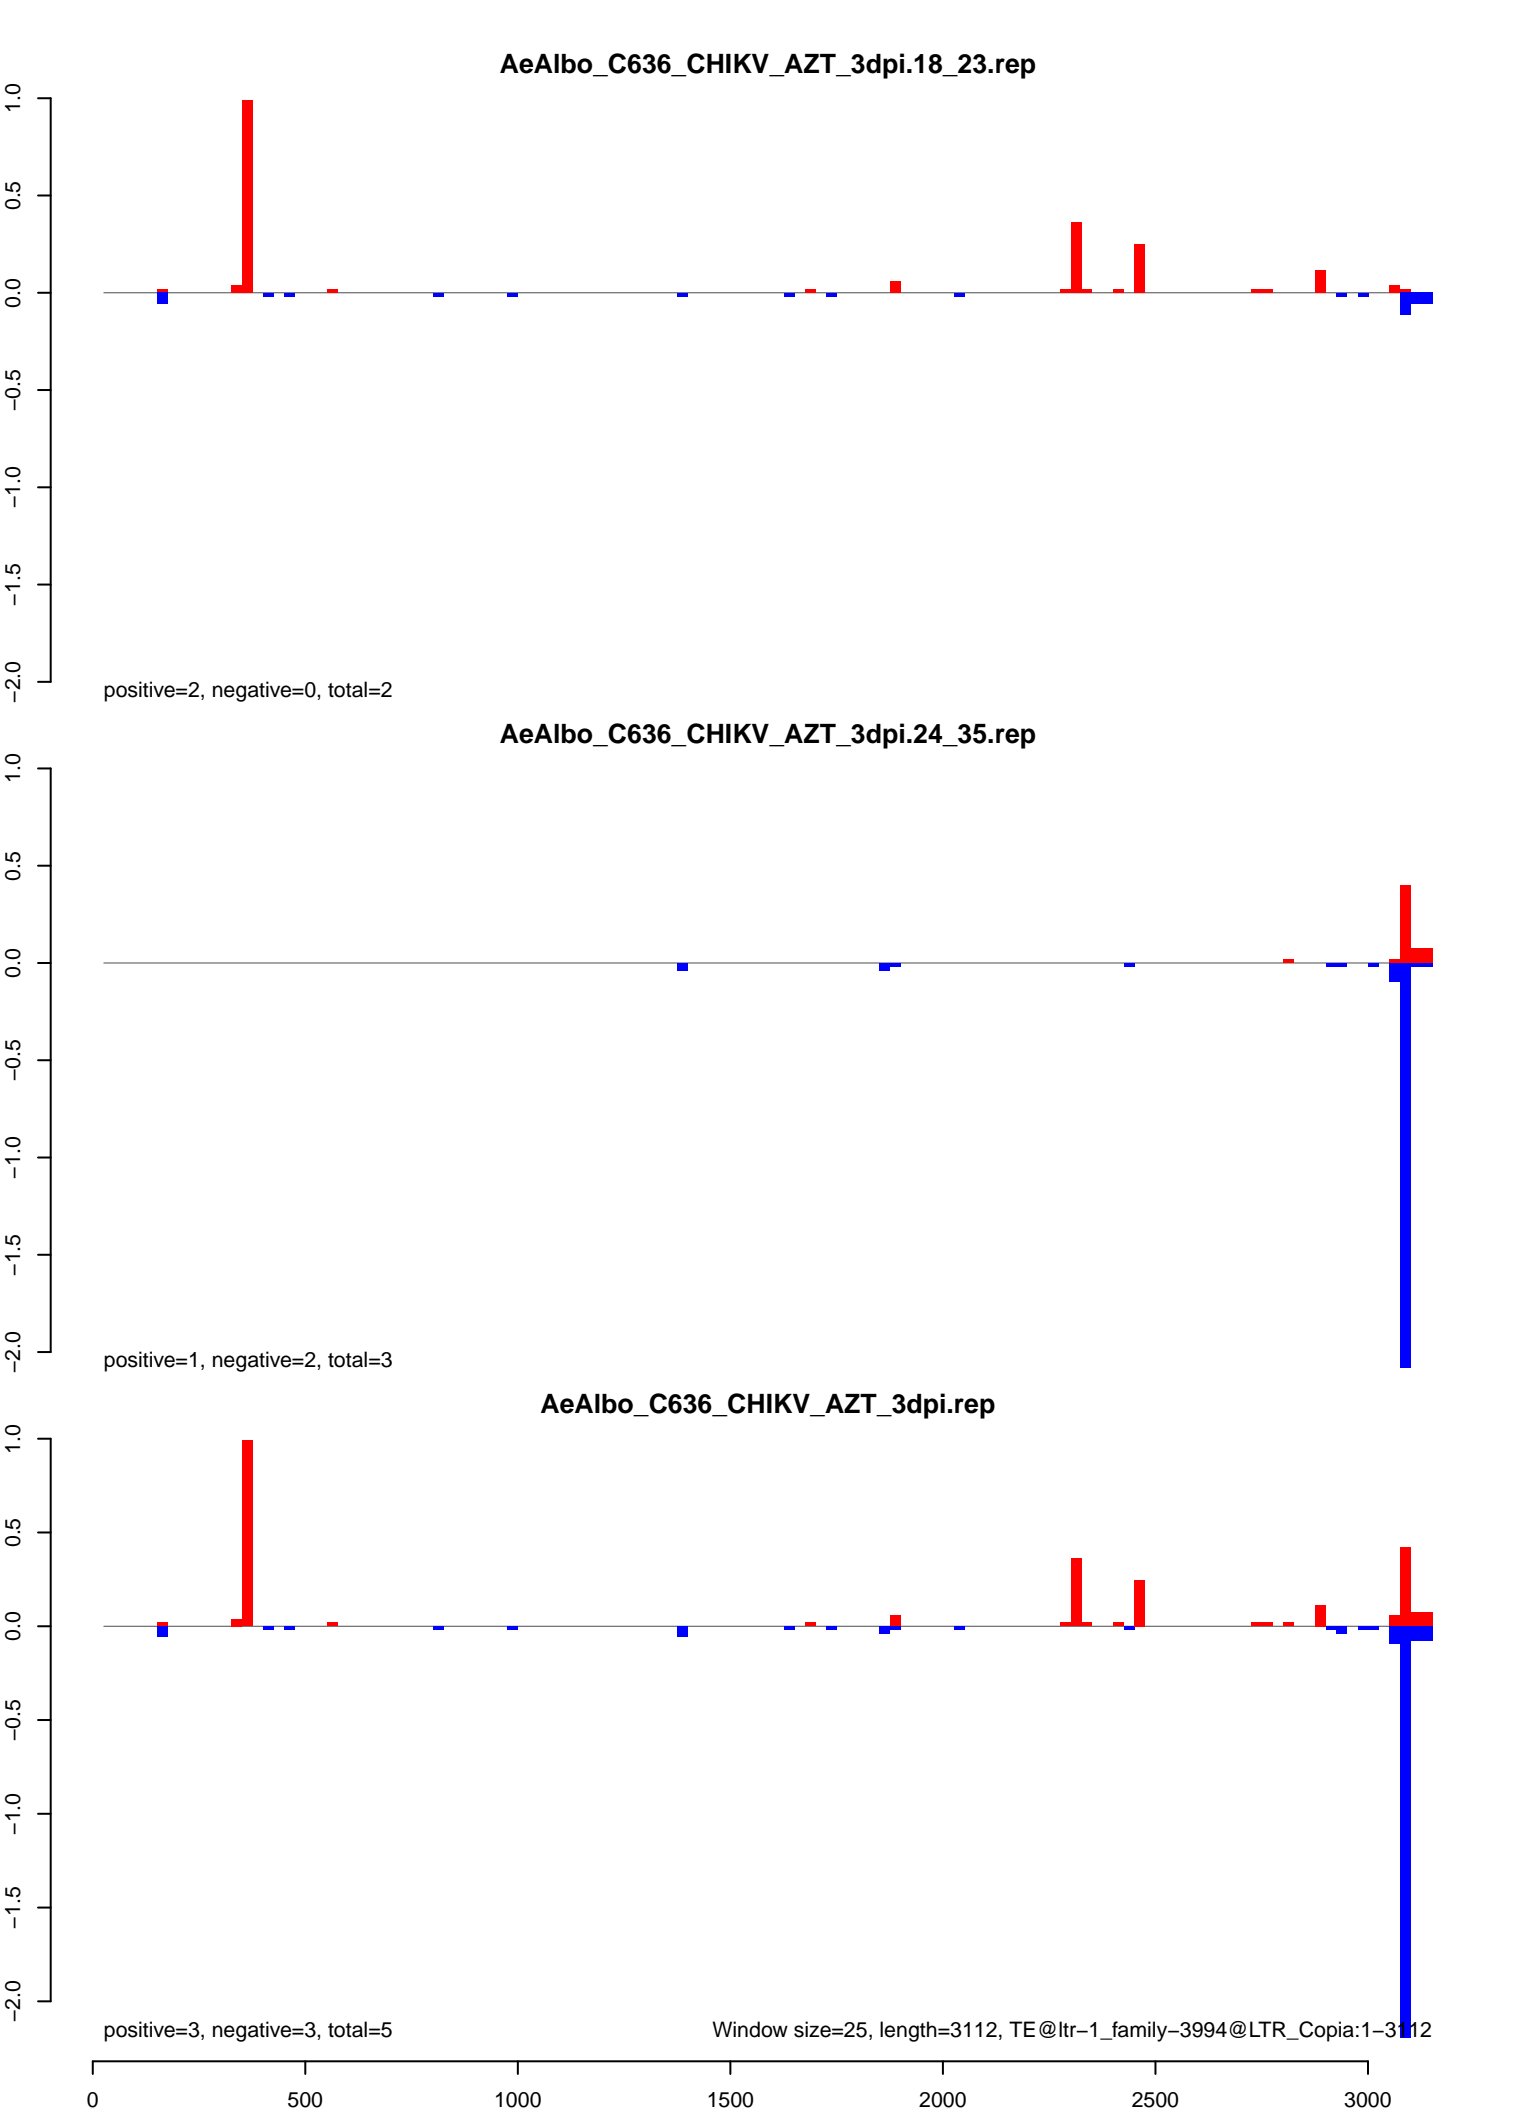 AeAlbo_C636_CHIKV_AZT_3dpi.18_23.rep
1.0
0.5
0.0
−0.5
−1.0
−1.5
−2.0
positive=2, negative=0, total=2
AeAlbo_C636_CHIKV_AZT_3dpi.24_35.rep
1.0
0.5
0.0
−0.5
−1.0
−1.5
−2.0
positive=1, negative=2, total=3
AeAlbo_C636_CHIKV_AZT_3dpi.rep
1.0
0.5
0.0
−0.5
−1.0
−1.5
−2.0
positive=3, negative=3, total=5
Window size=25, length=3112, TE@ltr−1_family−3994@LTR_Copia:1−3112
0 500 1000 1500 2000 2500 3000